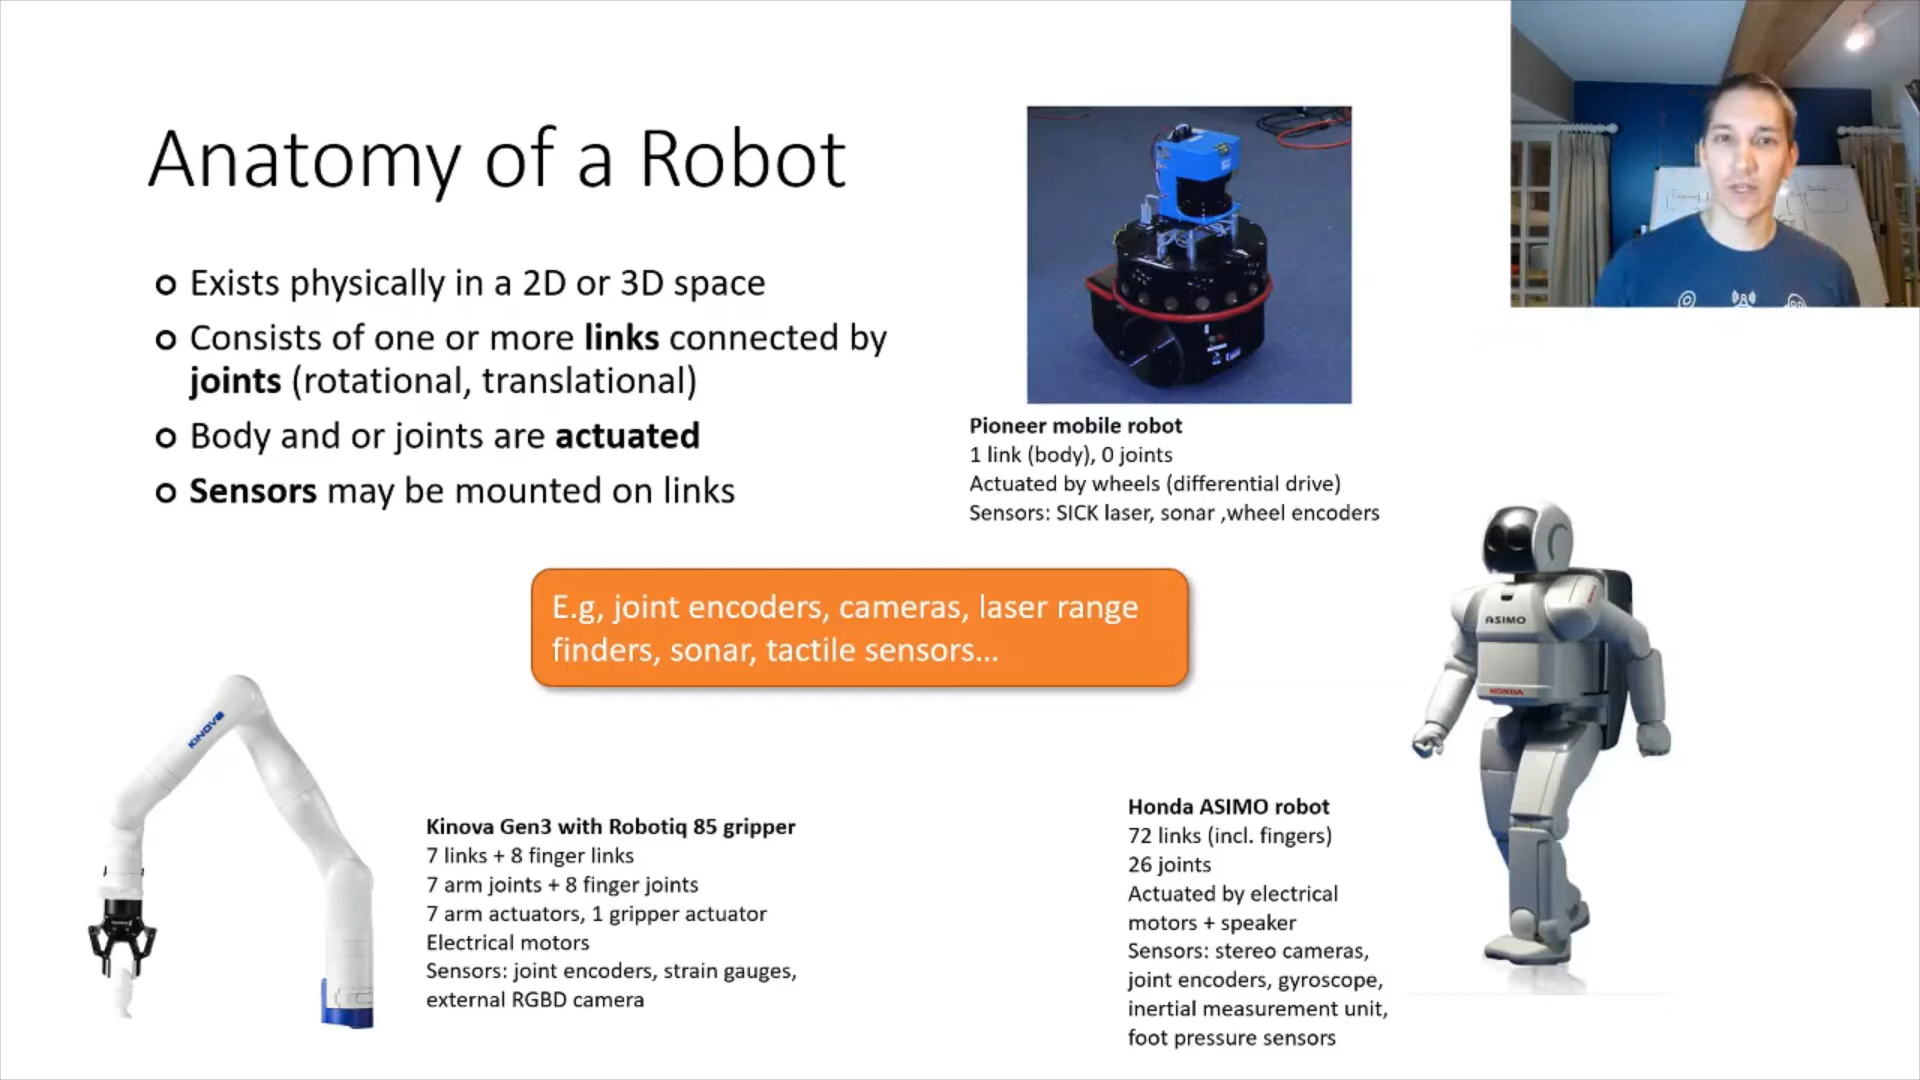 Anatomy of a Robot
Exists physically in a 2D or 3D space
Consists of one or more links connected by
joints (rotational, translational)
Body and or joints are actuated
Sensors may be mounted on links
Pioneer mobile robot
1 link (body), 0 joints
Actuated by wheels (differential drive)
Sensors: SICK laser, sonar ,wheel encoders
E.g, joint encoders, cameras, laser range
finders, sonar, tactile sensors...
KINOVA
Kinova Gen3 with Robotiq 85 gripper
7 links + 8 finger links
7 arm joints + 8 finger joints
7 arm actuators, 1 gripper actuator
Electrical motors
Sensors: joint encoders, strain gauges,
external RGBD camera
ASIMO
HONDA
Honda ASIMO robot
72 links (incl. fingers)
26 joints
Actuated by electrical
motors + speaker
Sensors: stereo cameras,
joint encoders, gyroscope,
inertial measurement unit,
foot pressure sensors